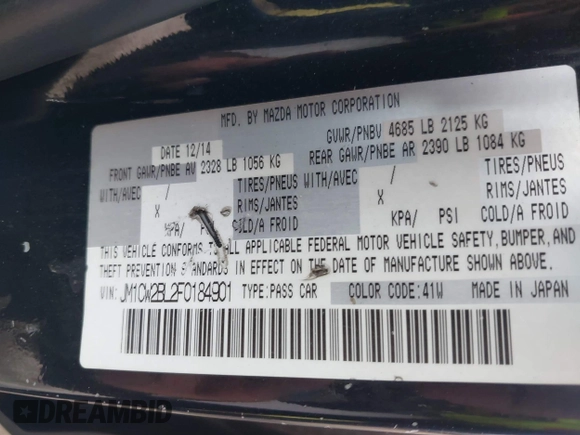 MFD. BY MAZDA MOTOR CORPORATION
DATE 12/14 GVWR/PNBV 4685 LB 2125 KG
FRONT GAWR/PNBE AV 2328 LB 1056 KG REAR GAWR/PNBE AR 2390 LB 1084 KG
WITH/AVEC / TIRES/PNEUS WITH/AVEC / TIRES/PNEUS
X RIMS/JANTES X RIMS/JANTES
KPA/ COLD/A FROID KPA/ PSI COLD/A FROID
THIS VEHICLE CONFORMS TO ALL APPLICABLE FEDERAL MOTOR VEHICLE SAFETY, BUMPER, AND
THEFT PREVENTION STANDARDS IN EFFECT ON THE DATE OF MANUFACTURE SHOWN ABOVE.
VIN: JM1CW2BL2F0184901 TYPE: PASS CAR COLOR CODE: 41W MADE IN JAPAN
DREAMBID